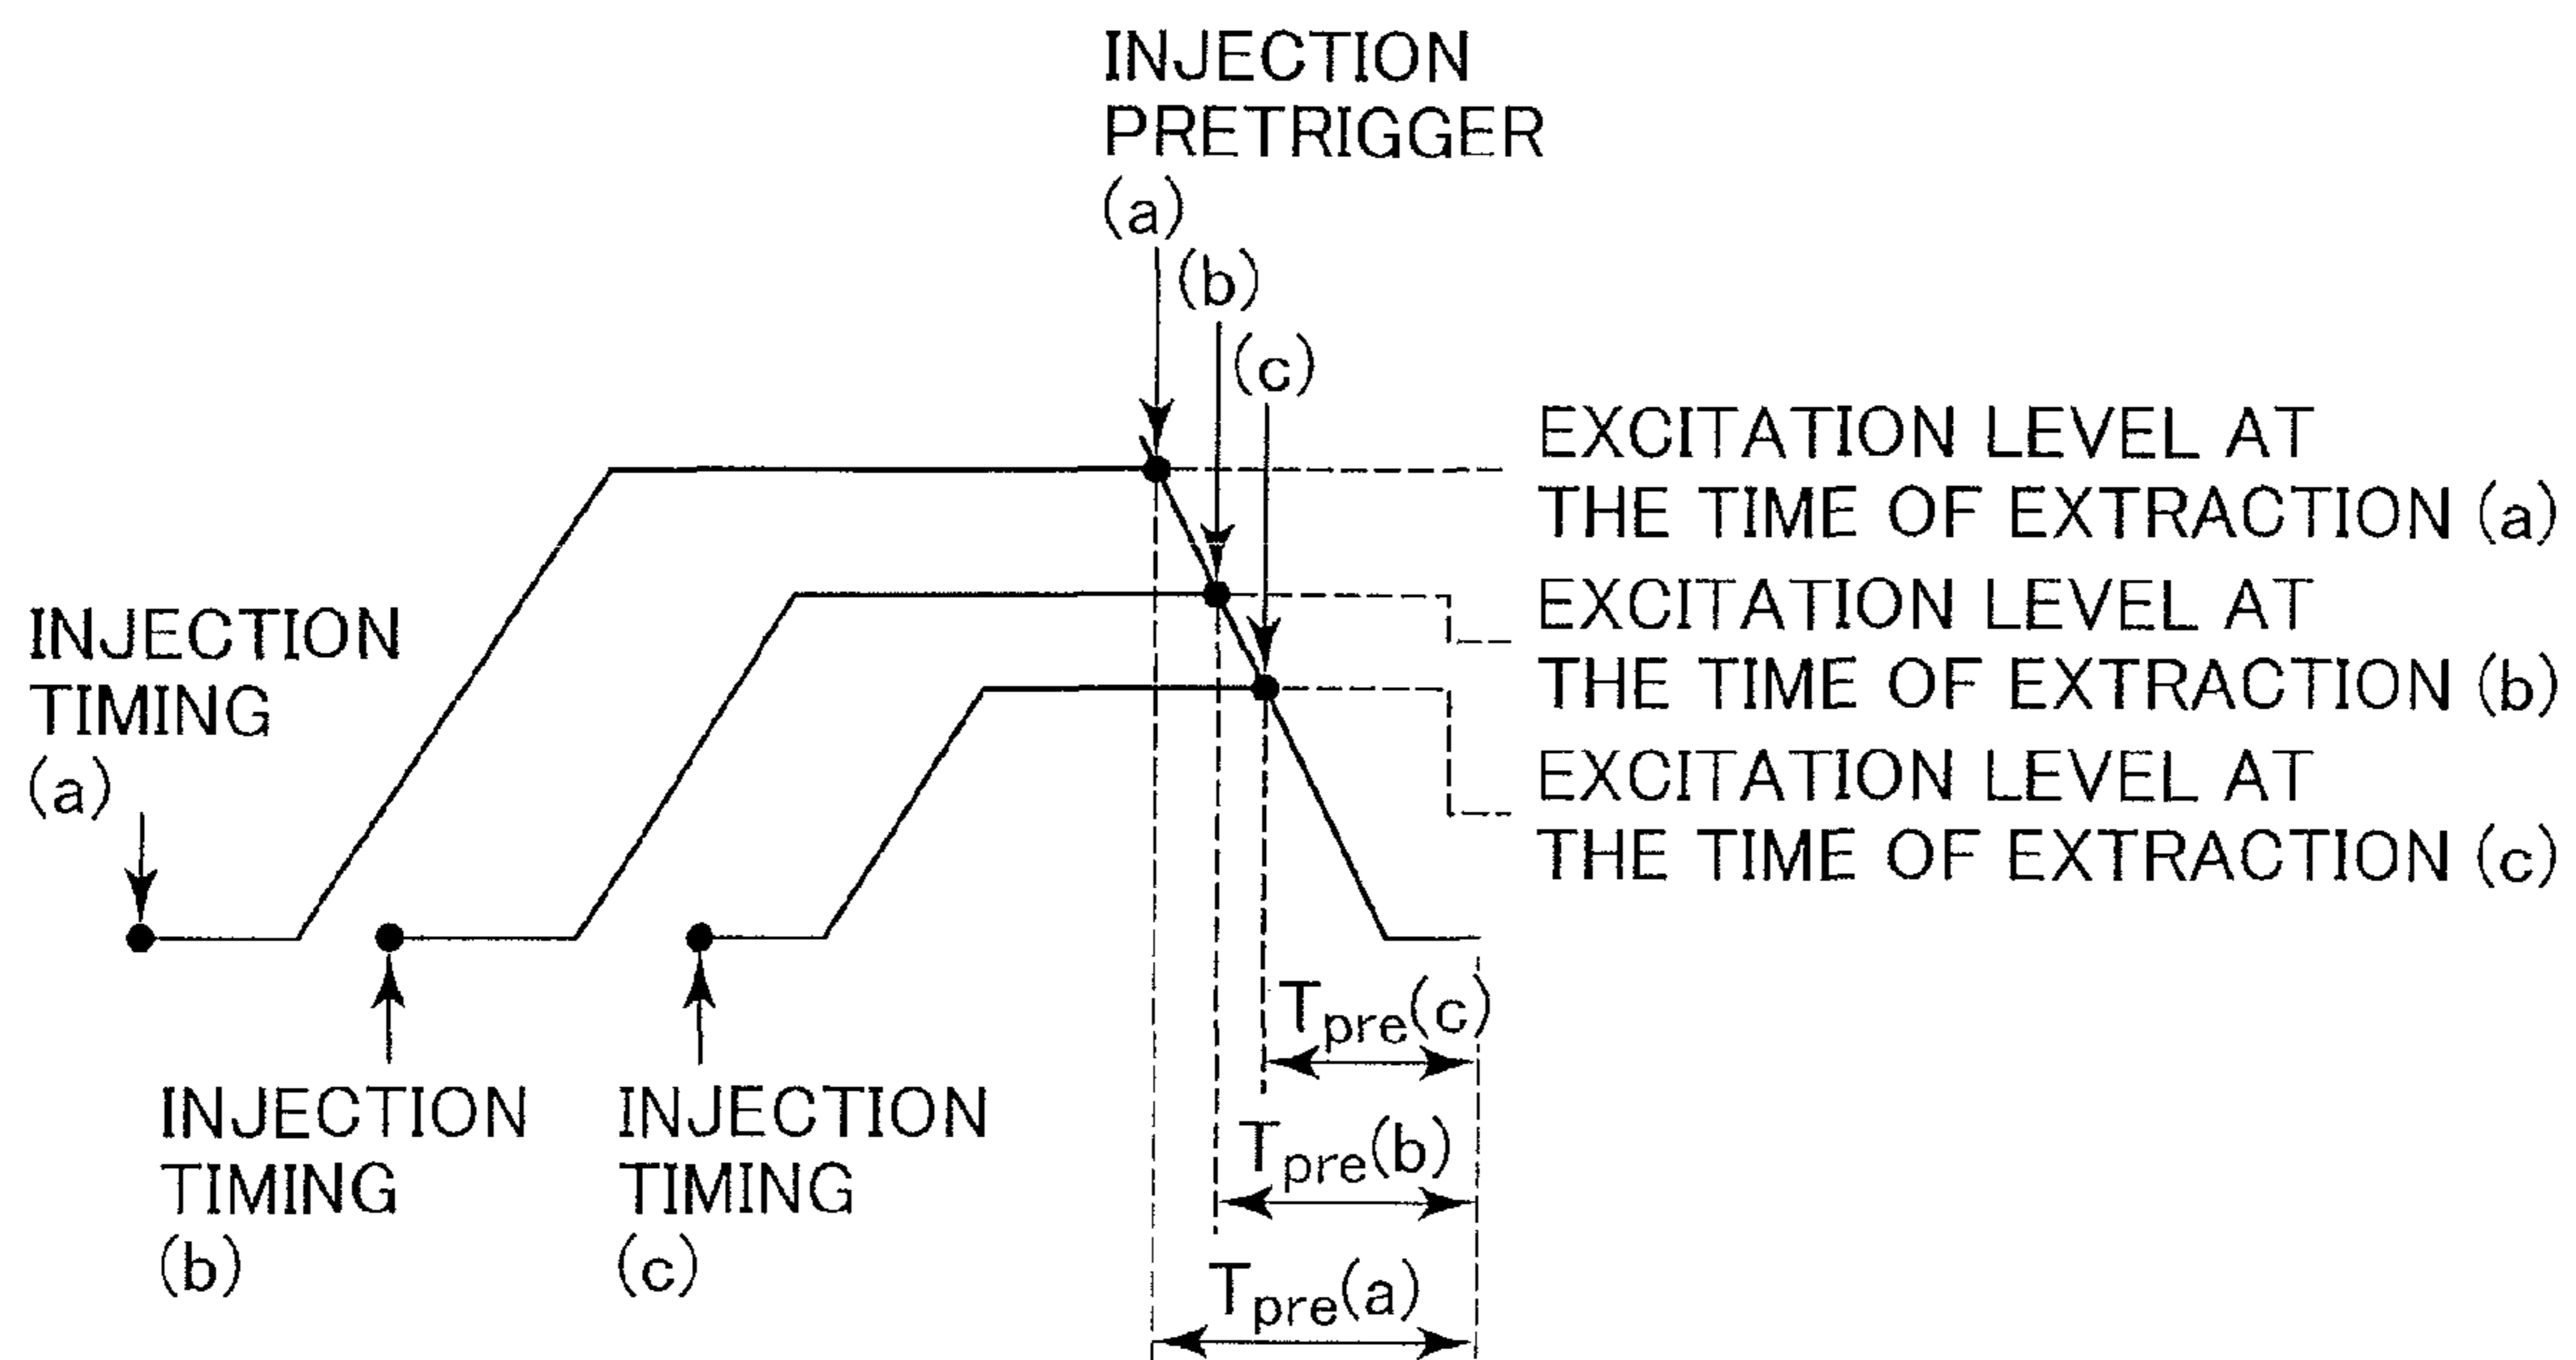 INJECTION
PRETRIGGER
(a)
(b)
(c)
EXCITATION LEVEL AT
THE TIME OF EXTRACTION (a)
EXCITATION LEVEL AT
THE TIME OF EXTRACTION (b)
EXCITATION LEVEL AT
THE TIME OF EXTRACTION (c)
INJECTION
TIMING
(a)
INJECTION
TIMING
(b)
INJECTION
TIMING
(c)
Tpre(c)
Tpre(b)
Tpre(a)